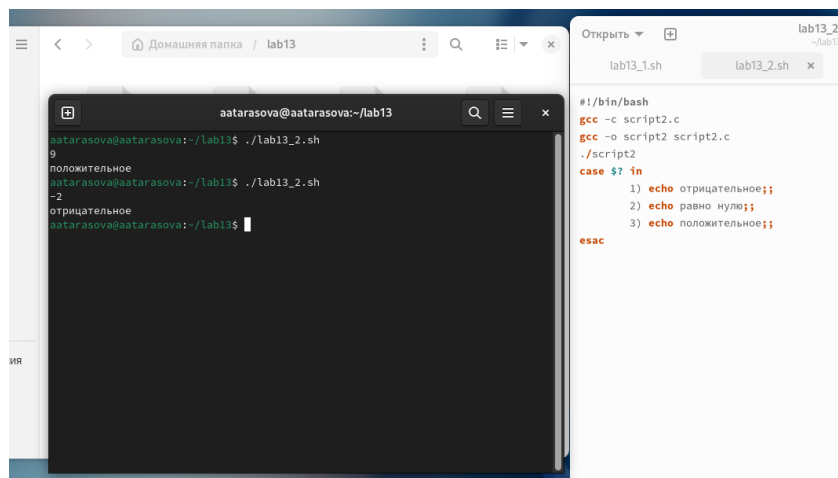 Домашняя папка / lab13
aatarasova@aatarasova:~/lab13
aatarasova@aatarasova:~/lab13$ ./lab13_2.sh
9
положительное
aatarasova@aatarasova:~/lab13$ ./lab13_2.sh
-2
отрицательное
aatarasova@aatarasova:~/lab13$
ия
Открыть
lab13_2
~/lab1
lab13_1.sh
lab13_2.sh
#!/bin/bash
gcc -c script2.c
gcc -o script2 script2.c
./script2
case $? in
1) echo отрицательное;;
2) echo равно нулю;;
3) echo положительное;;
esac